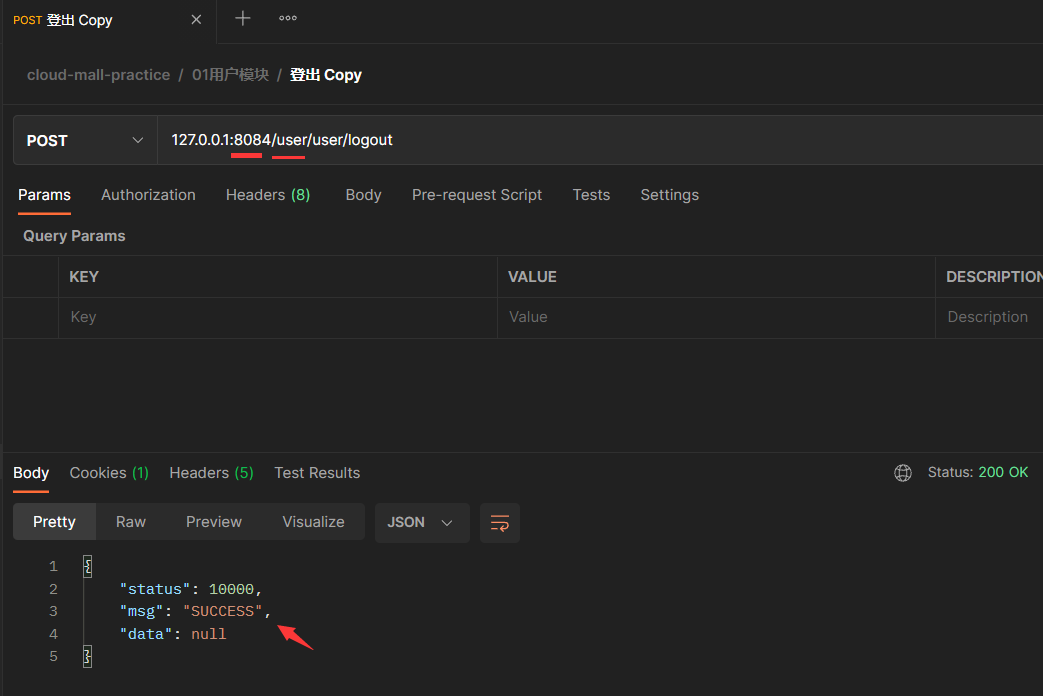 POST 登出 Copy
cloud-mall-practice / 01用户模块 / 登出 Copy
POST 127.0.0.1:8084/user/user/logout
Params Authorization Headers (8) Body Pre-request Script Tests Settings
Query Params
KEY VALUE DESCRIPTION
Key Value Description
Body Cookies (1) Headers (5) Test Results Status: 200 OK
Pretty Raw Preview Visualize JSON
1 {
2 "status": 10000,
3 "msg": "SUCCESS",
4 "data": null
5 }